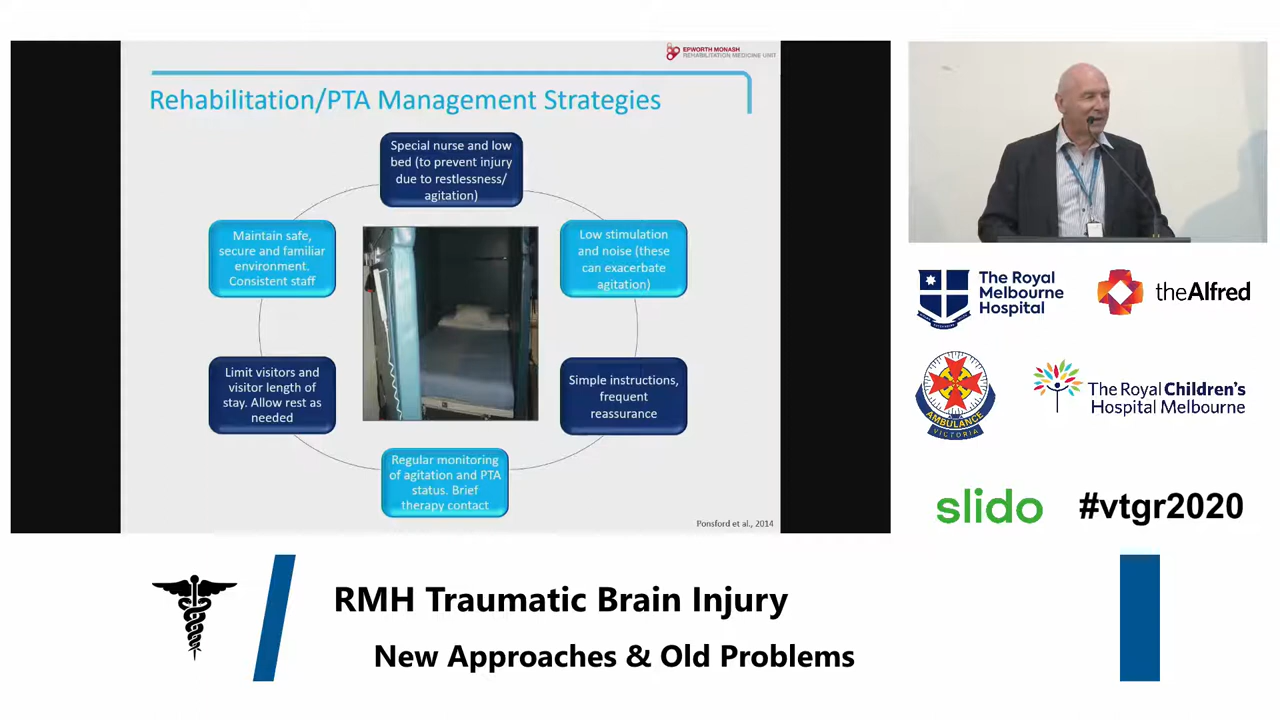 EPWORTH MONASH
REHABILITATION MEDICINE UNIT
Rehabilitation/PTA Management Strategies
Special nurse and low
bed (to prevent injury
due to restlessness/
agitation)
Maintain safe,
secure and familiar
environment.
Consistent staff
Low stimulation
and noise (these
can exacerbate
agitation)
Limit visitors and
visitor length of
stay. Allow rest as
needed
Simple instructions,
frequent
reassurance
Regular monitoring
of agitation and PTA
status. Brief
therapy contact
Ponsford et al., 2014
The Royal
Melbourne
Hospital
theAlfred
AMBULANCE
VICTORIA
The Royal Children's
Hospital Melbourne
slido
#vtgr2020
RMH Traumatic Brain Injury
New Approaches & Old Problems